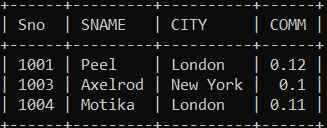 | Sno  | SNAME   | CITY     | COMM |
| 1001 | Peel    | London   | 0.12 |
| 1003 | Axelrod | New York |  0.1 |
| 1004 | Motika  | London   | 0.11 |